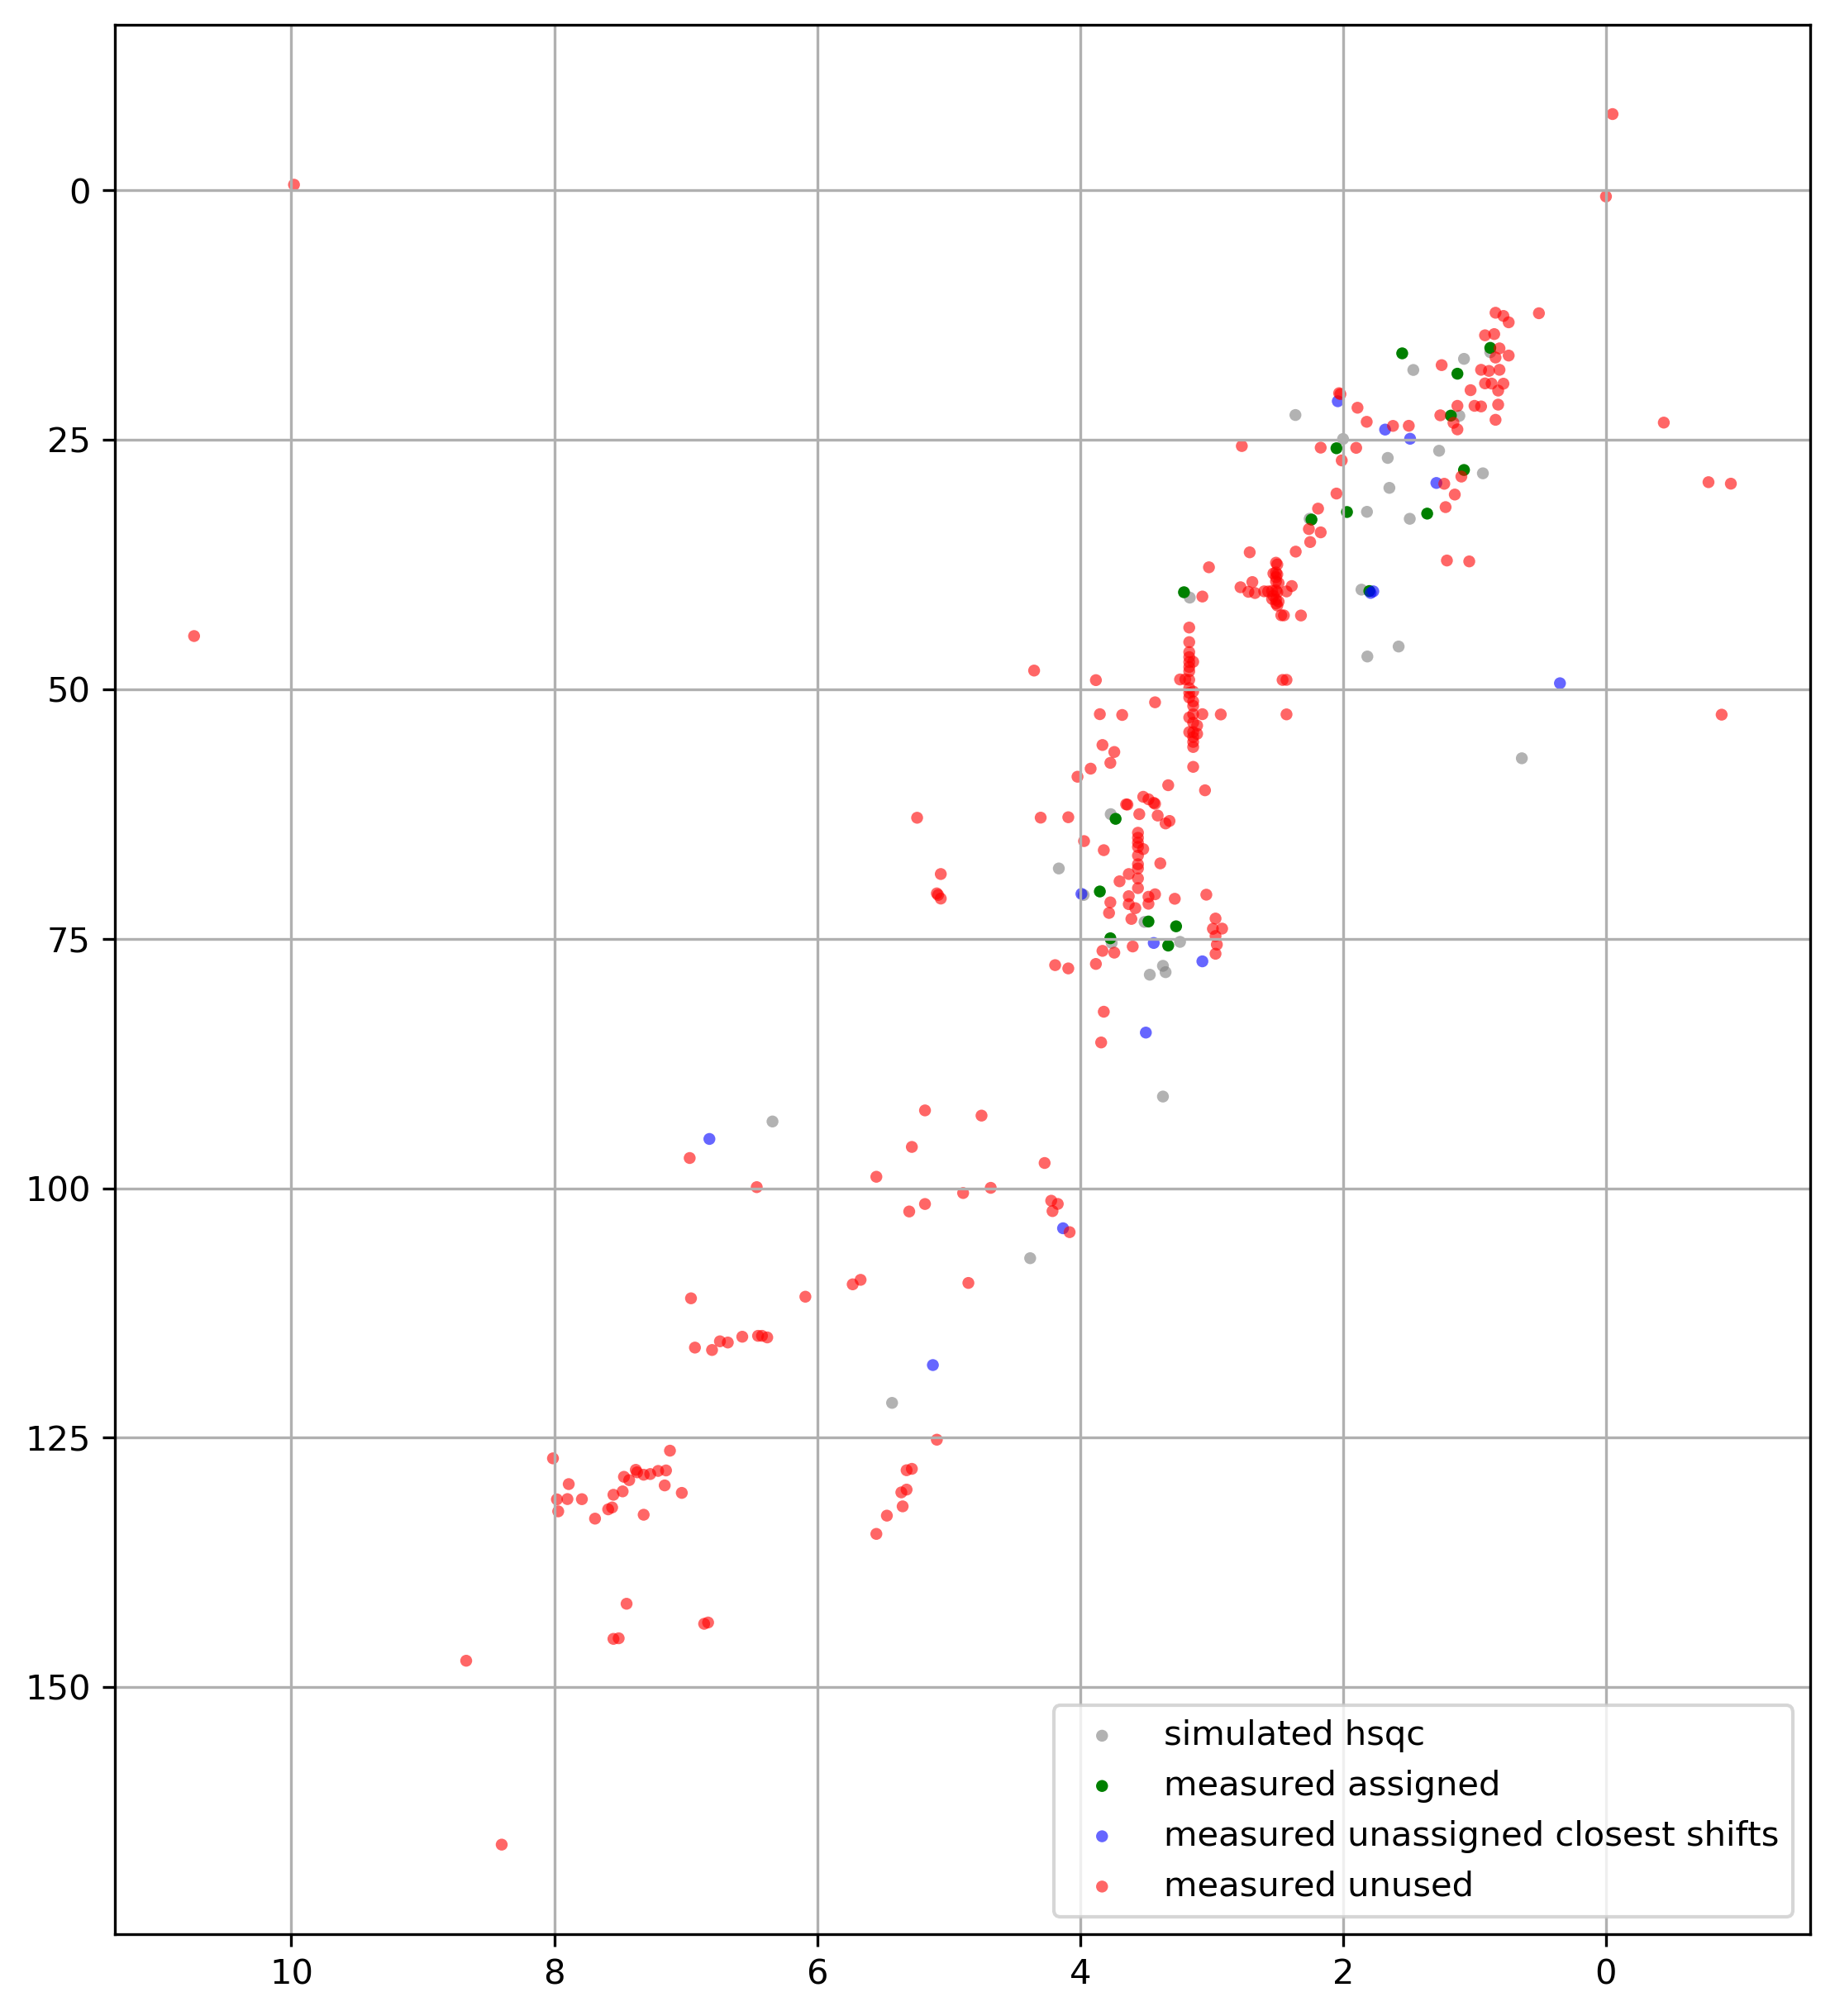 0
25
50
75
100
125
150
simulated hsqc
measured assigned
measured unassigned closest shifts
measured unused
10 8 6 4 2 0